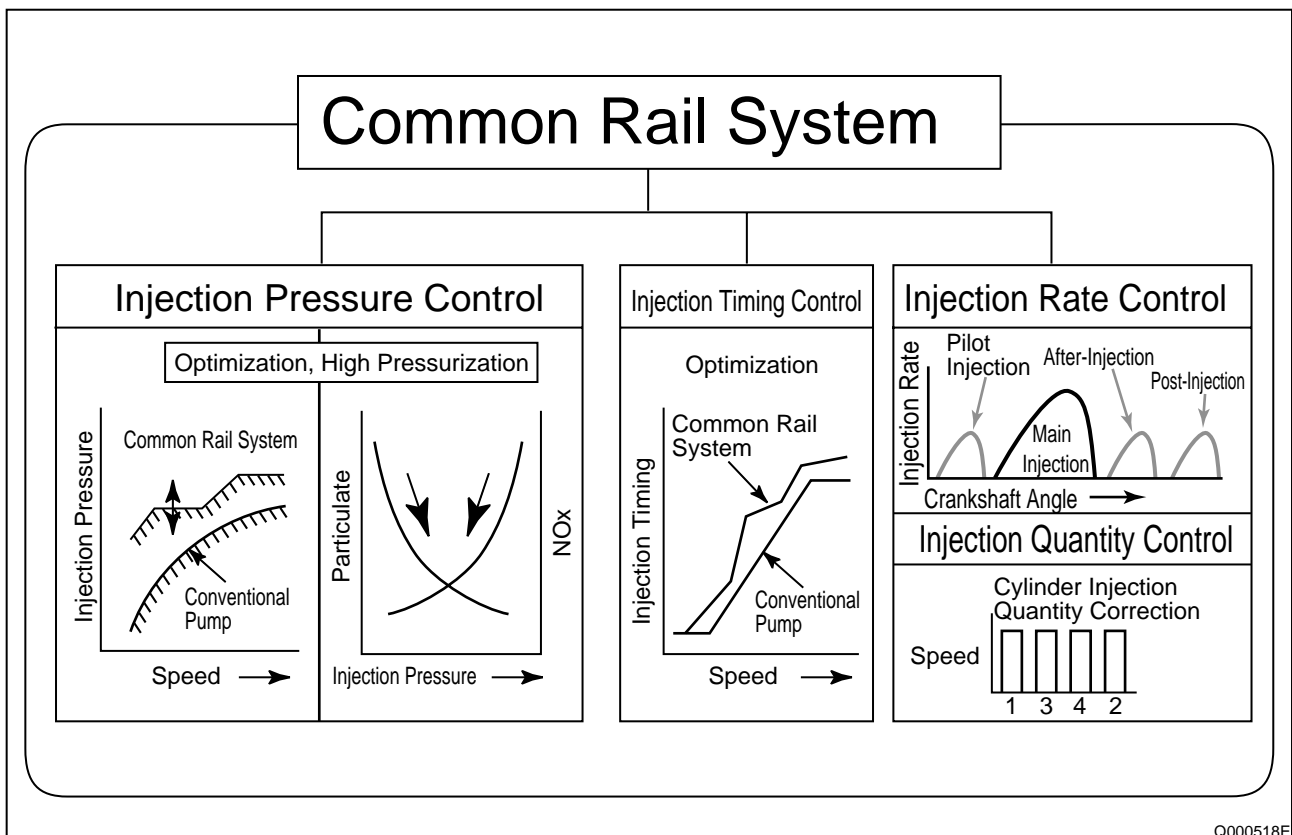 Common Rail System
Injection Pressure Control
Optimization, High Pressurization
Injection Pressure
Common Rail System
Conventional
Pump
Speed
Particulate
NOx
Injection Pressure
Injection Timing Control
Optimization
Injection Timing
Common Rail
System
Conventional
Pump
Speed
Injection Rate Control
Injection Rate
Pilot
Injection
After-Injection
Post-Injection
Main
Injection
Crankshaft Angle
Injection Quantity Control
Cylinder Injection
Quantity Correction
Speed
1 3 4 2
Q000518E